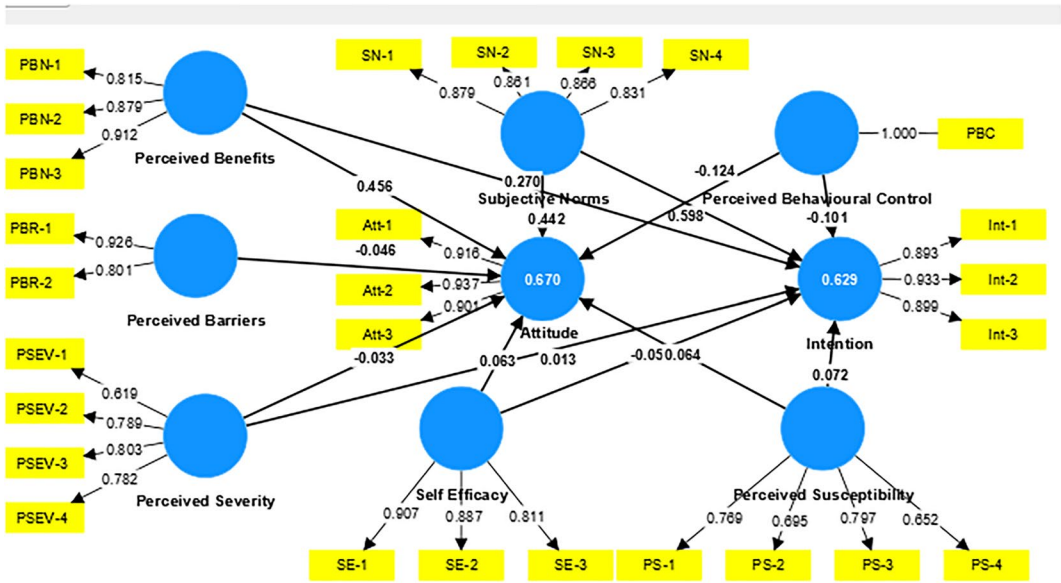 SN-1
SN-2
SN-3
SN-4
PBN-1
PBN-2
PBN-3
0.815
0.879
0.912
Perceived Benefits
0.879
0.861
0.866
0.831
Subjective Norms
1.000
PBC
Perceived Behavioural Control
0.270
-0.124
0.456
0.442
0.598
-0.101
PBR-1
PBR-2
0.926
0.801
Perceived Barriers
-0.046
Att-1
Att-2
Att-3
0.916
0.937
0.901
0.670
Attitude
0.629
Intention
0.893
0.933
0.899
Int-1
Int-2
Int-3
PSEV-1
PSEV-2
PSEV-3
PSEV-4
0.619
0.789
0.803
0.782
Perceived Severity
-0.033
0.063
0.013
0.064
0.072
Self Efficacy
0.907
0.887
0.811
SE-1
SE-2
SE-3
Perceived Susceptibility
0.769
0.695
0.797
0.652
PS-1
PS-2
PS-3
PS-4